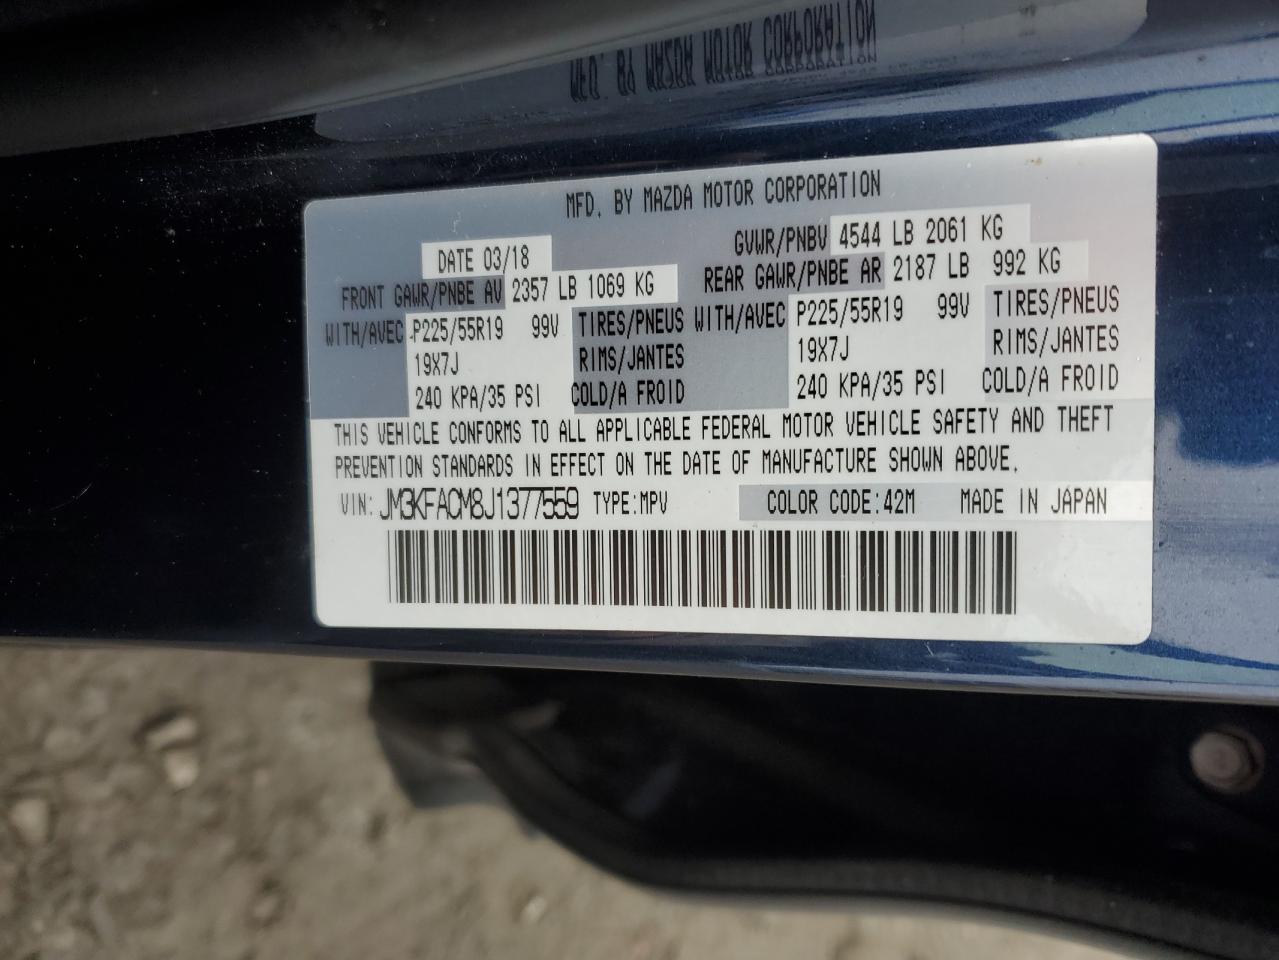 MFD. BY MAZDA MOTOR CORPORATION
DATE 03/18 GVWR/PNBV 4544 LB 2061 KG
FRONT GAWR/PNBE AV 2357 LB 1069 KG REAR GAWR/PNBE AR 2187 LB 992 KG
WITH/AVEC P225/55R19 99V TIRES/PNEUS WITH/AVEC P225/55R19 99V TIRES/PNEUS
19X7J RIMS/JANTES 19X7J RIMS/JANTES
240 KPA/35 PSI COLD/A FROID 240 KPA/35 PSI COLD/A FROID
THIS VEHICLE CONFORMS TO ALL APPLICABLE FEDERAL MOTOR VEHICLE SAFETY AND THEFT
PREVENTION STANDARDS IN EFFECT ON THE DATE OF MANUFACTURE SHOWN ABOVE.
VIN: JM3KFACM8J1377559 TYPE:MPV COLOR CODE:42M MADE IN JAPAN